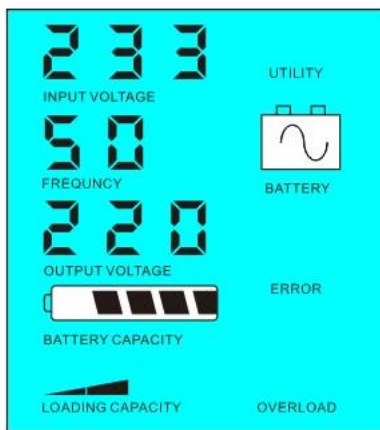 233
UTILITY
INPUT VOLTAGE
50
FREQUNCY
BATTERY
220
OUTPUT VOLTAGE
ERROR
BATTERY CAPACITY
LOADING CAPACITY
OVERLOAD